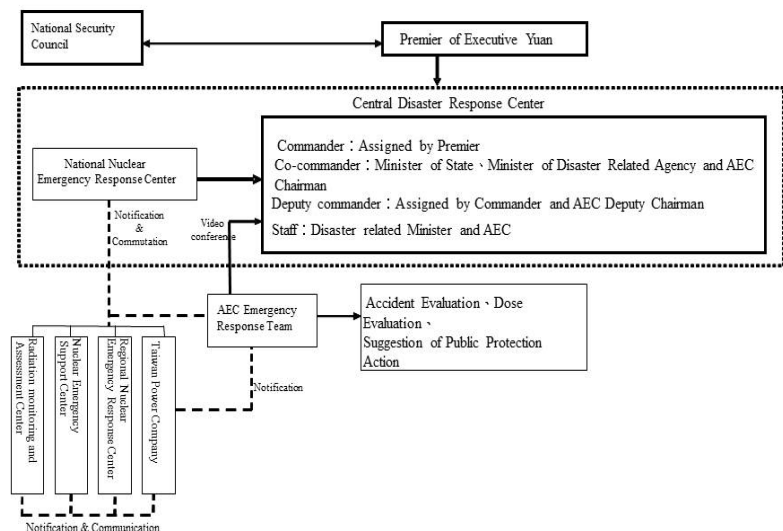 National Security
Council
Premier of Executive Yuan
Central Disaster Response Center
Commander：Assigned by Premier
Co-commander：Minister of State、Minister of Disaster Related Agency and AEC
Chairman
Deputy commander：Assigned by Commander and AEC Deputy Chairman
Staff：Disaster related Minister and AEC
National Nuclear
Emergency Response Center
Notification
&
Commutation
Video
conference
AEC Emergency
Response Team
Accident Evaluation、Dose
Evaluation、
Suggestion of Public Protection
Action
Notification
Radiation monitoring and
Assessment Center
Nuclear Emergency
Support Center
Regional Nuclear
Emergency Response Center
Taiwan Power Company
Notification & Communication